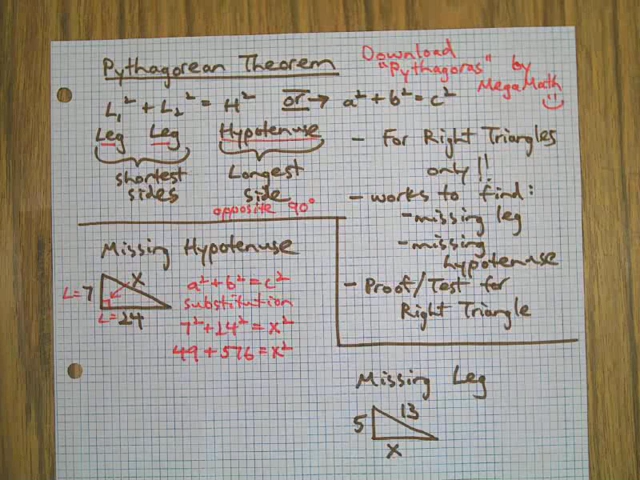 Pythagorean Theorem
Download
"Pythagoras" by
MegaMath
L₁² + L₂² = H² or → a² + b² = c²
Leg Leg Hypotenuse
shortest sides
Longest side
opposite 90°
- For Right Triangles
only!!
- works to find:
- missing leg
- missing
hypotenuse
- Proof/Test for
Right Triangle
Missing Hypotenuse
L=7
x
L=24
a² + b² = c²
substitution
7² + 24² = x²
49 + 576 = x²
Missing Leg
5
13
x